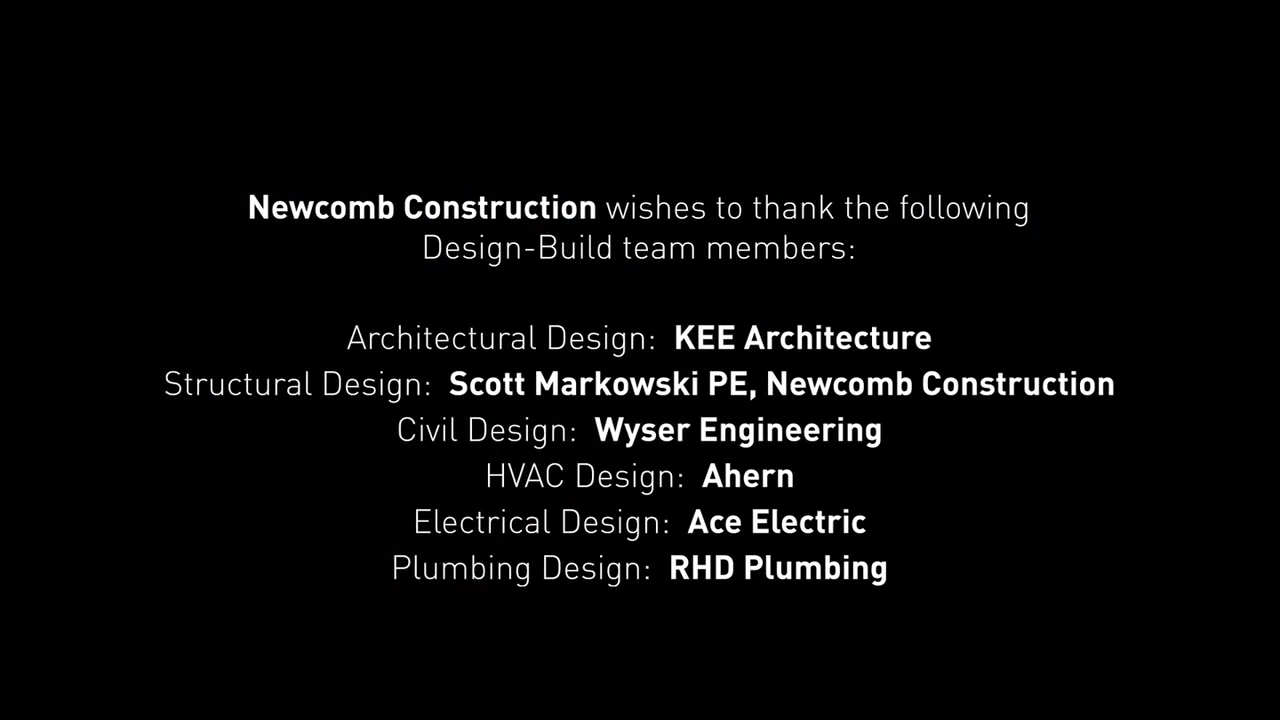 Newcomb Construction wishes to thank the following
Design-Build team members:
Architectural Design: KEE Architecture
Structural Design: Scott Markowski PE, Newcomb Construction
Civil Design: Wyser Engineering
HVAC Design: Ahern
Electrical Design: Ace Electric
Plumbing Design: RHD Plumbing